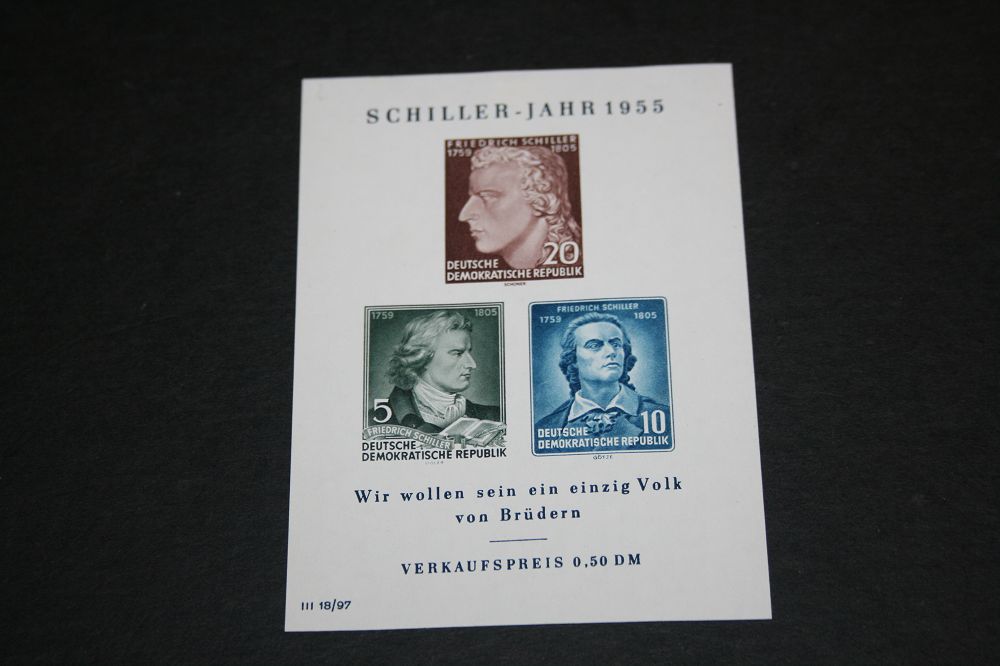 SCHILLER-JAHR 1955
FRIEDRICH SCHILLER
1759 1805
20
DEUTSCHE
DEMOKRATISCHE REPUBLIK
1759 1805
5
FRIEDRICH SCHILLER
DEUTSCHE
DEMOKRATISCHE REPUBLIK
FRIEDRICH SCHILLER
1759 1805
10
DEUTSCHE
DEMOKRATISCHE REPUBLIK
Wir wollen sein ein einzig Volk
von Brüdern
VERKAUFSPREIS 0,50 DM
III 18/97